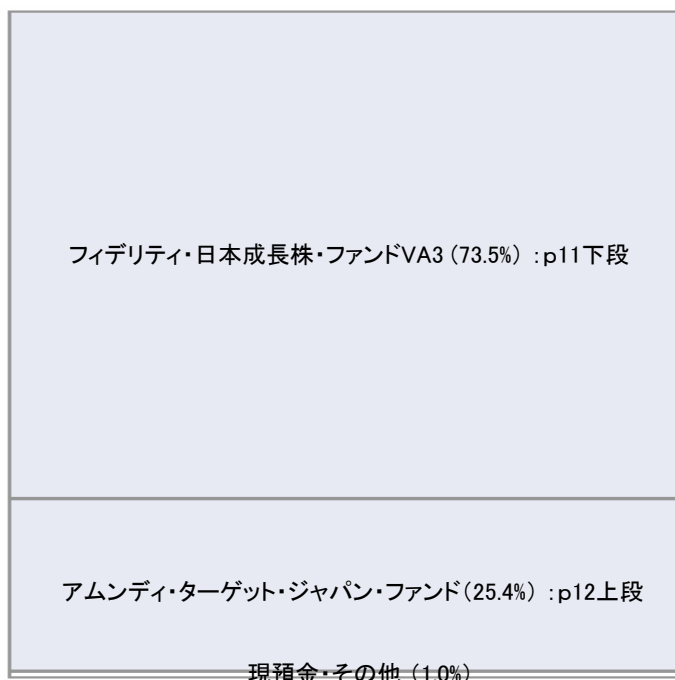 フィデリティ・日本成長株・ファンドVA3 (73.5%) :p11下段
アムンディ・ターゲット・ジャパン・ファンド(25.4%) :p12上段
現預金・その他 (1.0%)